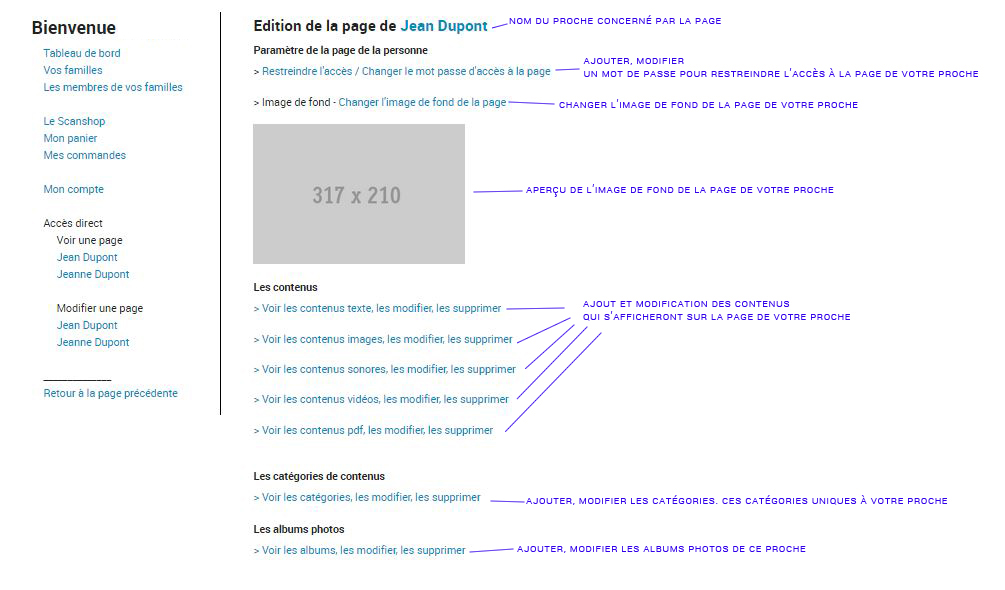 Bienvenue
Tableau de bord
Vos familles
Les membres de vos familles
Le Scanshop
Mon panier
Mes commandes
Mon compte
Accès direct
Voir une page
Jean Dupont
Jeanne Dupont
Modifier une page
Jean Dupont
Jeanne Dupont
Retour à la page précédente
Edition de la page de Jean Dupont
NOM DU PROCHE CONCERNÉ PAR LA PAGE
Paramètre de la page de la personne
> Restreindre l'accès / Changer le mot passe d'accès à la page
AJOUTER, MODIFIER
UN MOT DE PASSE POUR RESTREINDRE L'ACCÈS À LA PAGE DE VOTRE PROCHE
> Image de fond - Changer l'image de fond de la page
CHANGER L'IMAGE DE FOND DE LA PAGE DE VOTRE PROCHE
317 x 210
APERÇU DE L'IMAGE DE FOND DE LA PAGE DE VOTRE PROCHE
Les contenus
> Voir les contenus texte, les modifier, les supprimer
AJOUT ET MODIFICATION DES CONTENUS
QUI S'AFFICHERONT SUR LA PAGE DE VOTRE PROCHE
> Voir les contenus images, les modifier, les supprimer
> Voir les contenus sonores, les modifier, les supprimer
> Voir les contenus vidéos, les modifier, les supprimer
> Voir les contenus pdf, les modifier, les supprimer
Les catégories de contenus
> Voir les catégories, les modifier, les supprimer
AJOUTER, MODIFIER LES CATÉGORIES. CES CATÉGORIES UNIQUES À VOTRE PROCHE
Les albums photos
> Voir les albums, les modifier, les supprimer
AJOUTER, MODIFIER LES ALBUMS PHOTOS DE CE PROCHE